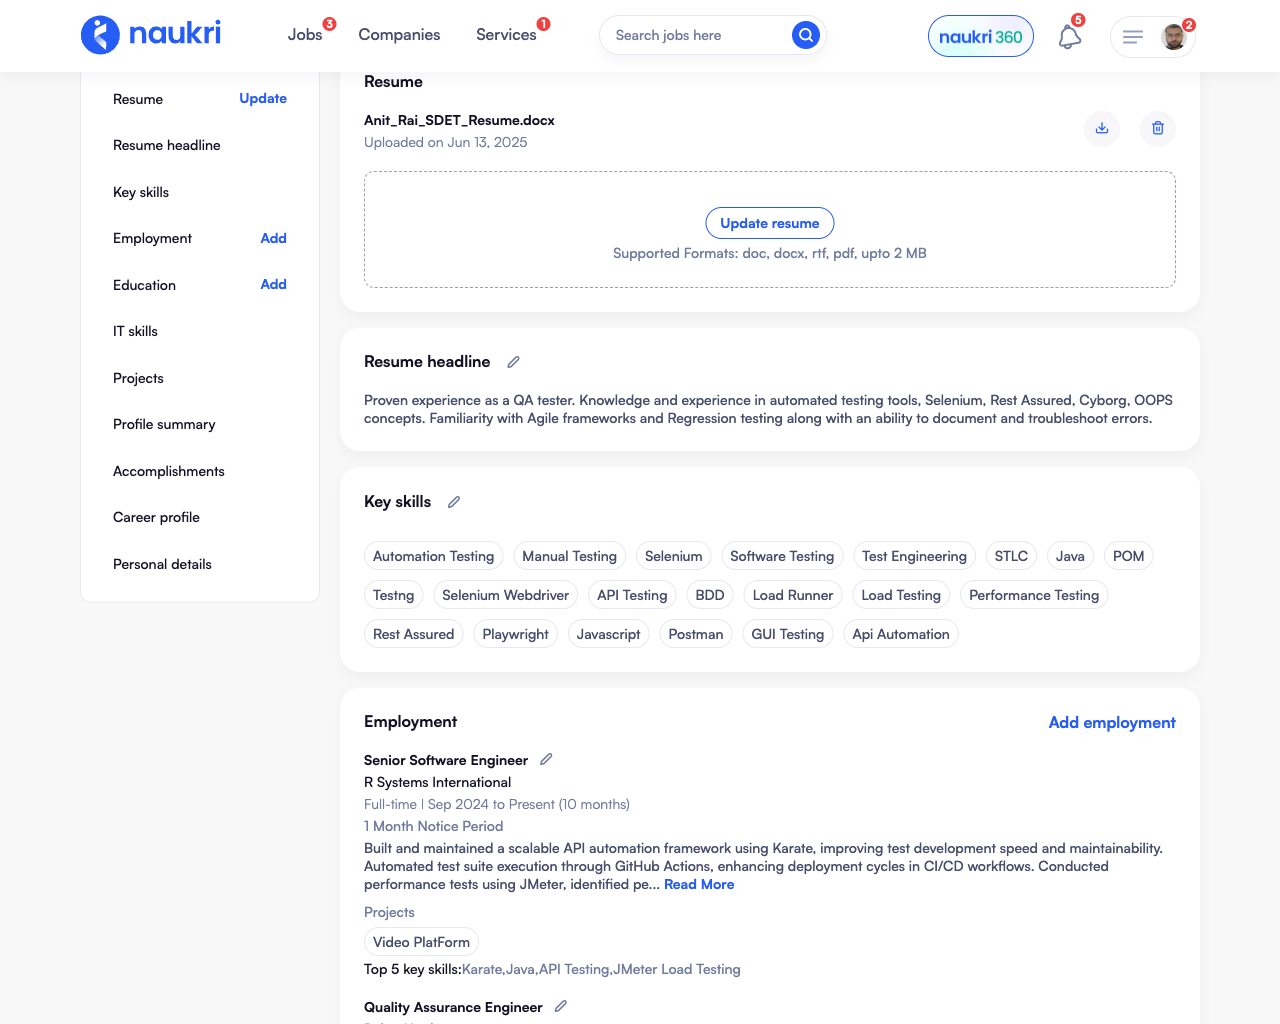 naukri
Jobs 3
Companies
Services 1
Search jobs here
naukri 360
5
2
Resume
Update
Resume headline
Key skills
Employment
Add
Education
Add
IT skills
Projects
Profile summary
Accomplishments
Career profile
Personal details
Resume
Anit_Rai_SDET_Resume.docx
Uploaded on Jun 13, 2025
Update resume
Supported Formats: doc, docx, rtf, pdf, upto 2 MB
Resume headline
Proven experience as a QA tester. Knowledge and experience in automated testing tools, Selenium, Rest Assured, Cyborg, OOPS
concepts. Familiarity with Agile frameworks and Regression testing along with an ability to document and troubleshoot errors.
Key skills
Automation Testing Manual Testing Selenium Software Testing Test Engineering STLC Java POM
Testng Selenium Webdriver API Testing BDD Load Runner Load Testing Performance Testing
Rest Assured Playwright Javascript Postman GUI Testing Api Automation
Employment
Add employment
Senior Software Engineer
R Systems International
Full-time | Sep 2024 to Present (10 months)
1 Month Notice Period
Built and maintained a scalable API automation framework using Karate, improving test development speed and maintainability.
Automated test suite execution through GitHub Actions, enhancing deployment cycles in CI/CD workflows. Conducted
performance tests using JMeter, identified pe... Read More
Projects
Video PlatForm
Top 5 key skills:Karate,Java,API Testing,JMeter Load Testing
Quality Assurance Engineer